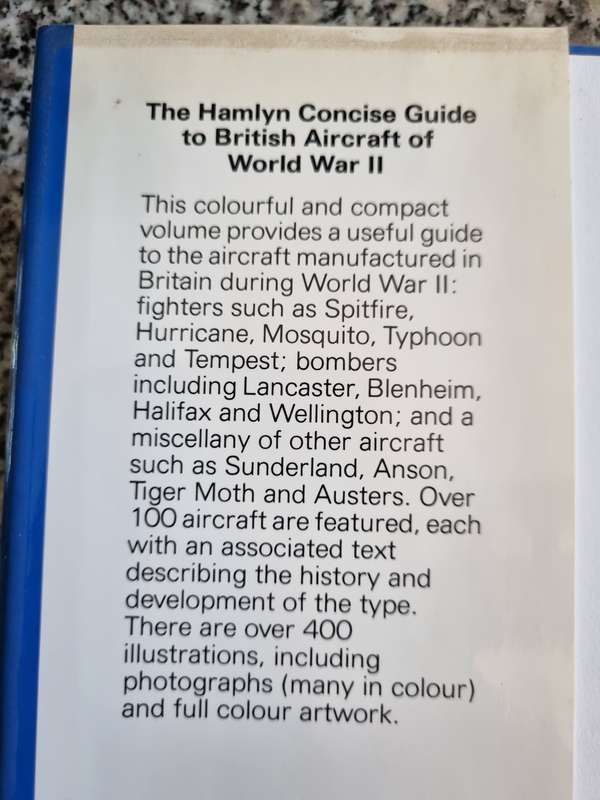 The Hamlyn Concise Guide
to British Aircraft of
World War II
This colourful and compact
volume provides a useful guide
to the aircraft manufactured in
Britain during World War II:
fighters such as Spitfire,
Hurricane, Mosquito, Typhoon
and Tempest; bombers
including Lancaster, Blenheim,
Halifax and Wellington; and a
miscellany of other aircraft
such as Sunderland, Anson,
Tiger Moth and Austers. Over
100 aircraft are featured, each
with an associated text
describing the history and
development of the type.
There are over 400
illustrations, including
photographs (many in colour)
and full colour artwork.